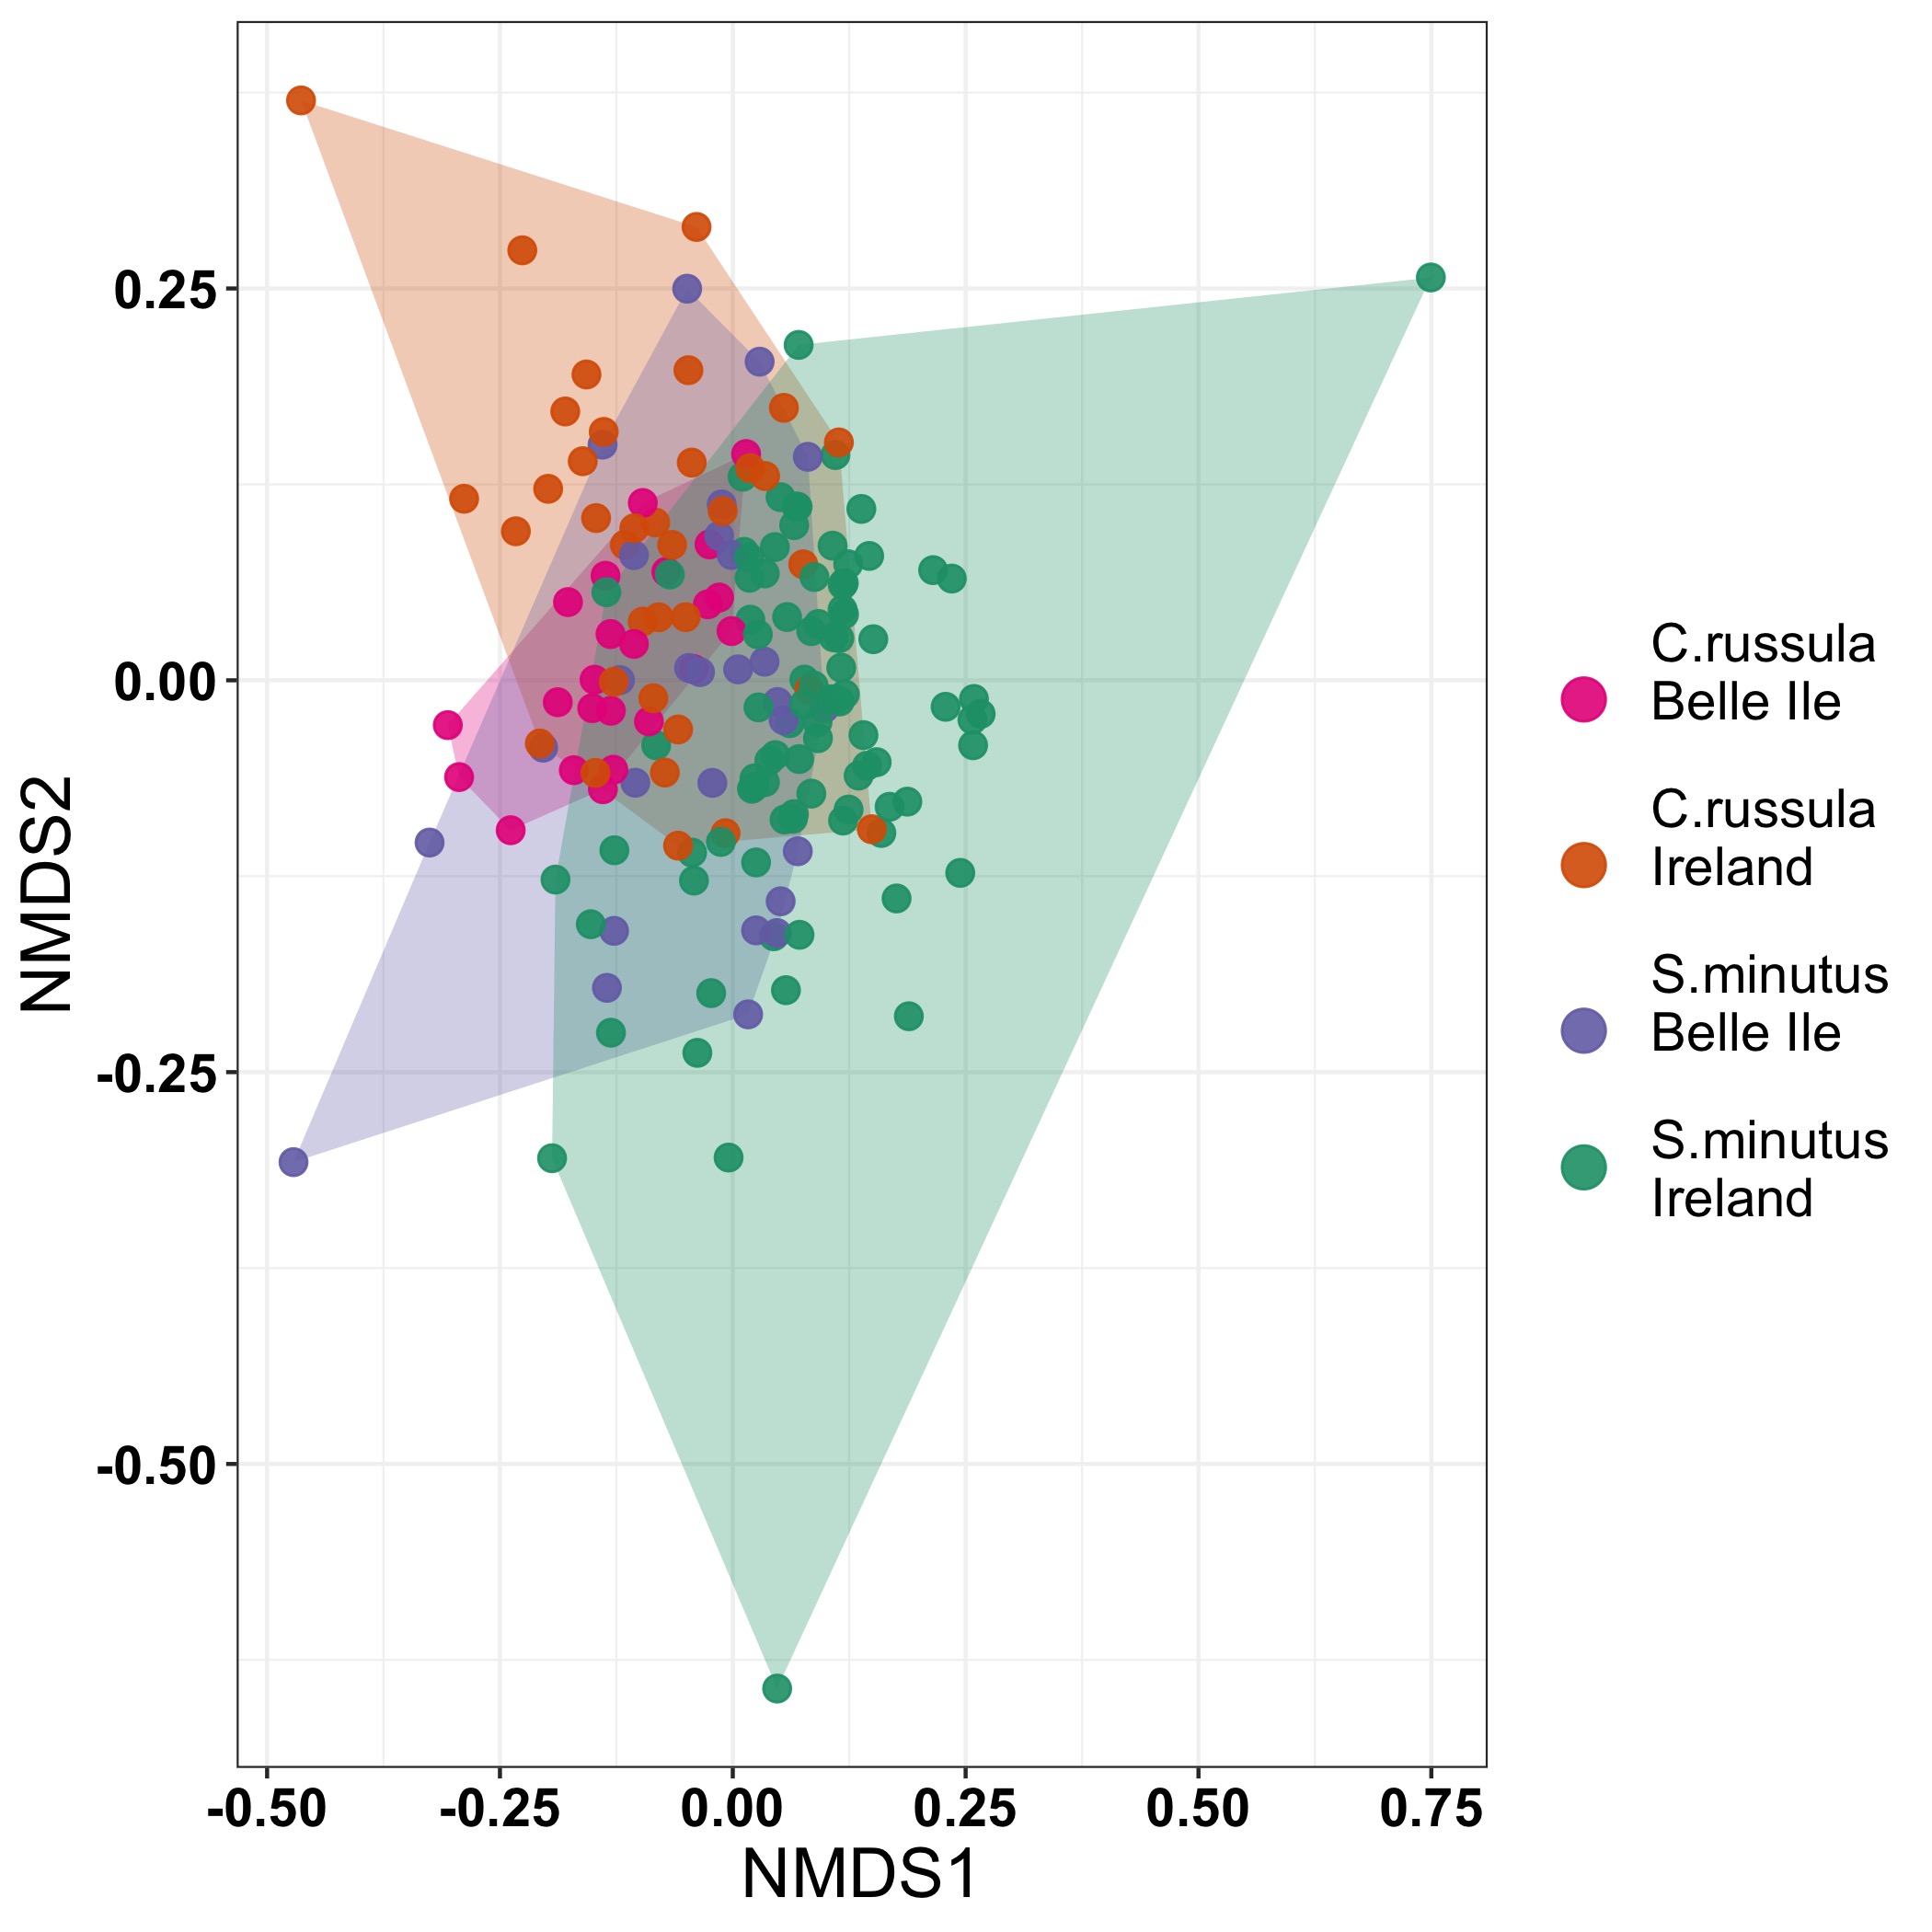 NMDS2
0.25
0.00
-0.25
-0.50
-0.50
-0.25
0.00
0.25
0.50
0.75
NMDS1
C.russula
Belle Ile
C.russula
Ireland
S.minutus
Belle Ile
S.minutus
Ireland